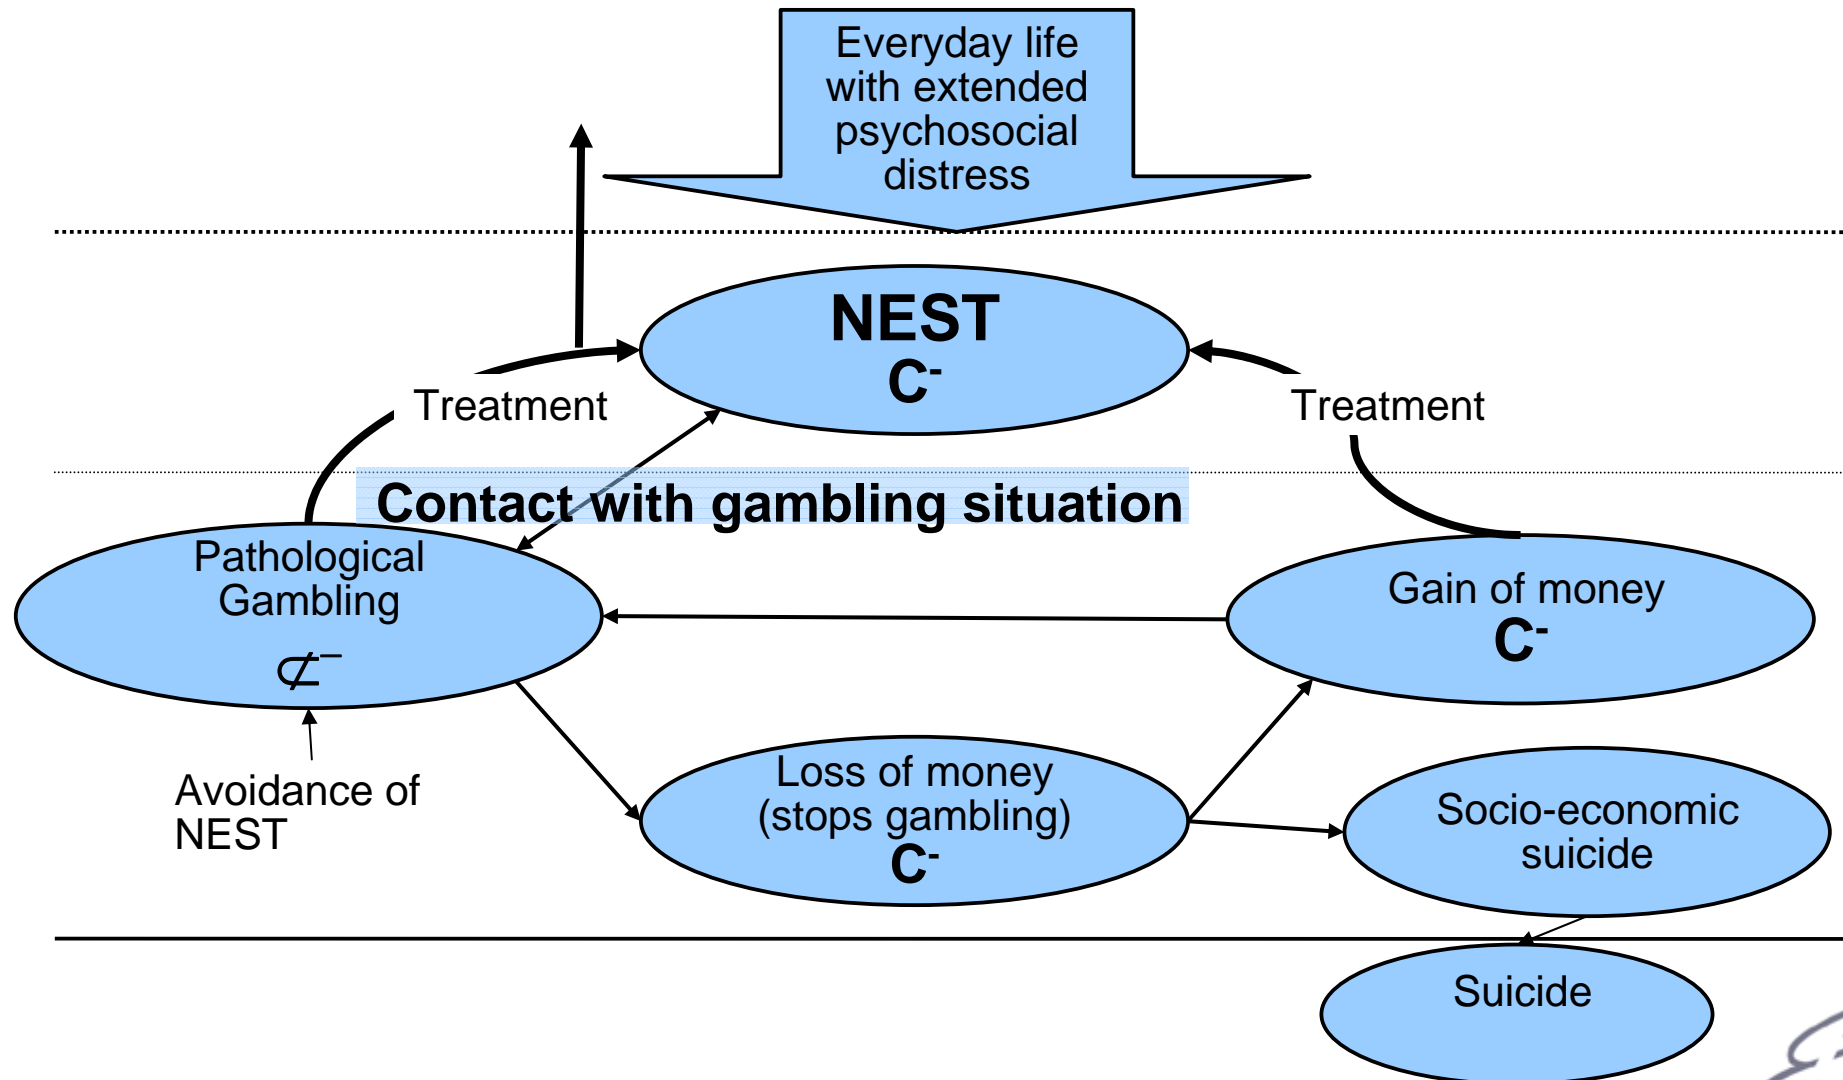 Everyday life
with extended
psychosocial
distress
NEST
C-
Treatment
Treatment
Contact with gambling situation
Pathological
Gambling
⊄–
Gain of money
C-
Avoidance of
NEST
Loss of money
(stops gambling)
C-
Socio-economic
suicide
Suicide